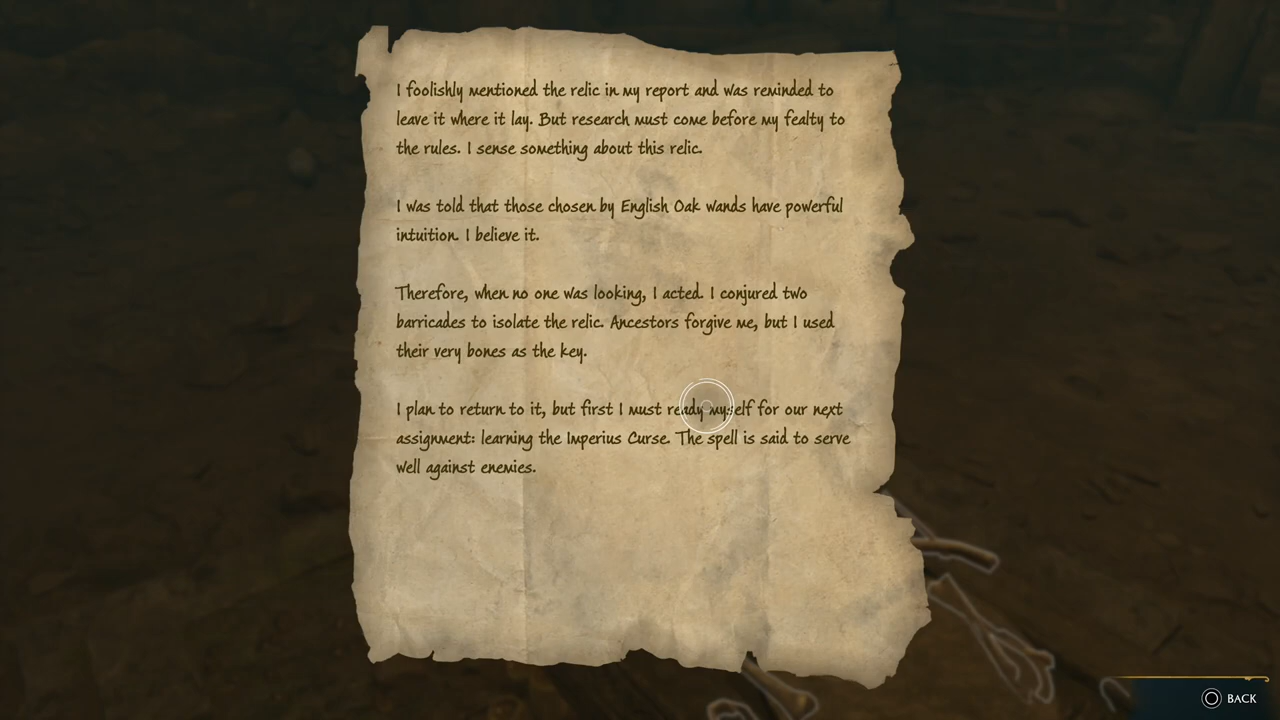 I foolishly mentioned the relic in my report and was reminded to
leave it where it lay. But research must come before my fealty to
the rules. I sense something about this relic.
I was told that those chosen by English Oak wands have powerful
intuition. I believe it.
Therefore, when no one was looking, I acted. I conjured two
barricades to isolate the relic. Ancestors forgive me, but I used
their very bones as the key.
I plan to return to it, but first I must ready myself for our next
assignment: learning the Imperius Curse. The spell is said to serve
well against enemies.
BACK